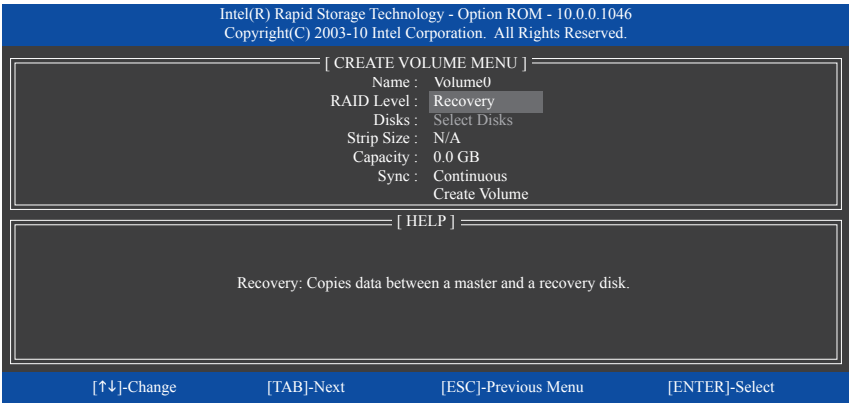 Intel(R) Rapid Storage Technology - Option ROM - 10.0.0.1046
Copyright(C) 2003-10 Intel Corporation. All Rights Reserved.
[ CREATE VOLUME MENU ]
Name : Volume0
RAID Level : Recovery
Disks : Select Disks
Strip Size : N/A
Capacity : 0.0 GB
Sync : Continuous
Create Volume
[ HELP ]
Recovery: Copies data between a master and a recovery disk.
[↑↓]-Change [TAB]-Next [ESC]-Previous Menu [ENTER]-Select